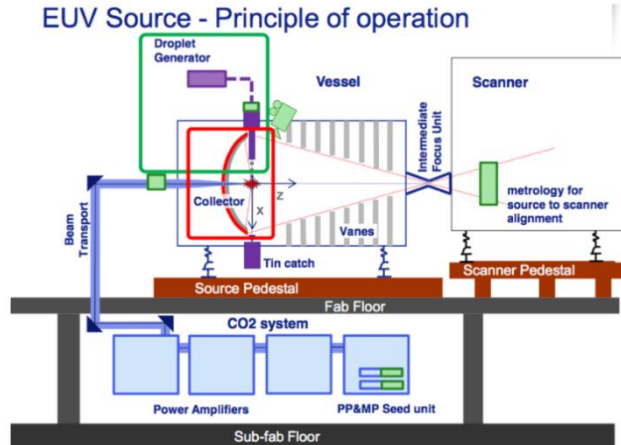 EUV Source - Principle of operation
Droplet
Generator
Vessel
Scanner
Intermediate
Focus Unit
metrology for
source to scanner
alignment
Collector
z
x
Beam
Transport
Vanes
Tin catch
Source Pedestal
Scanner Pedestal
Fab Floor
CO2 system
Power Amplifiers
PP&MP Seed unit
Sub-fab Floor